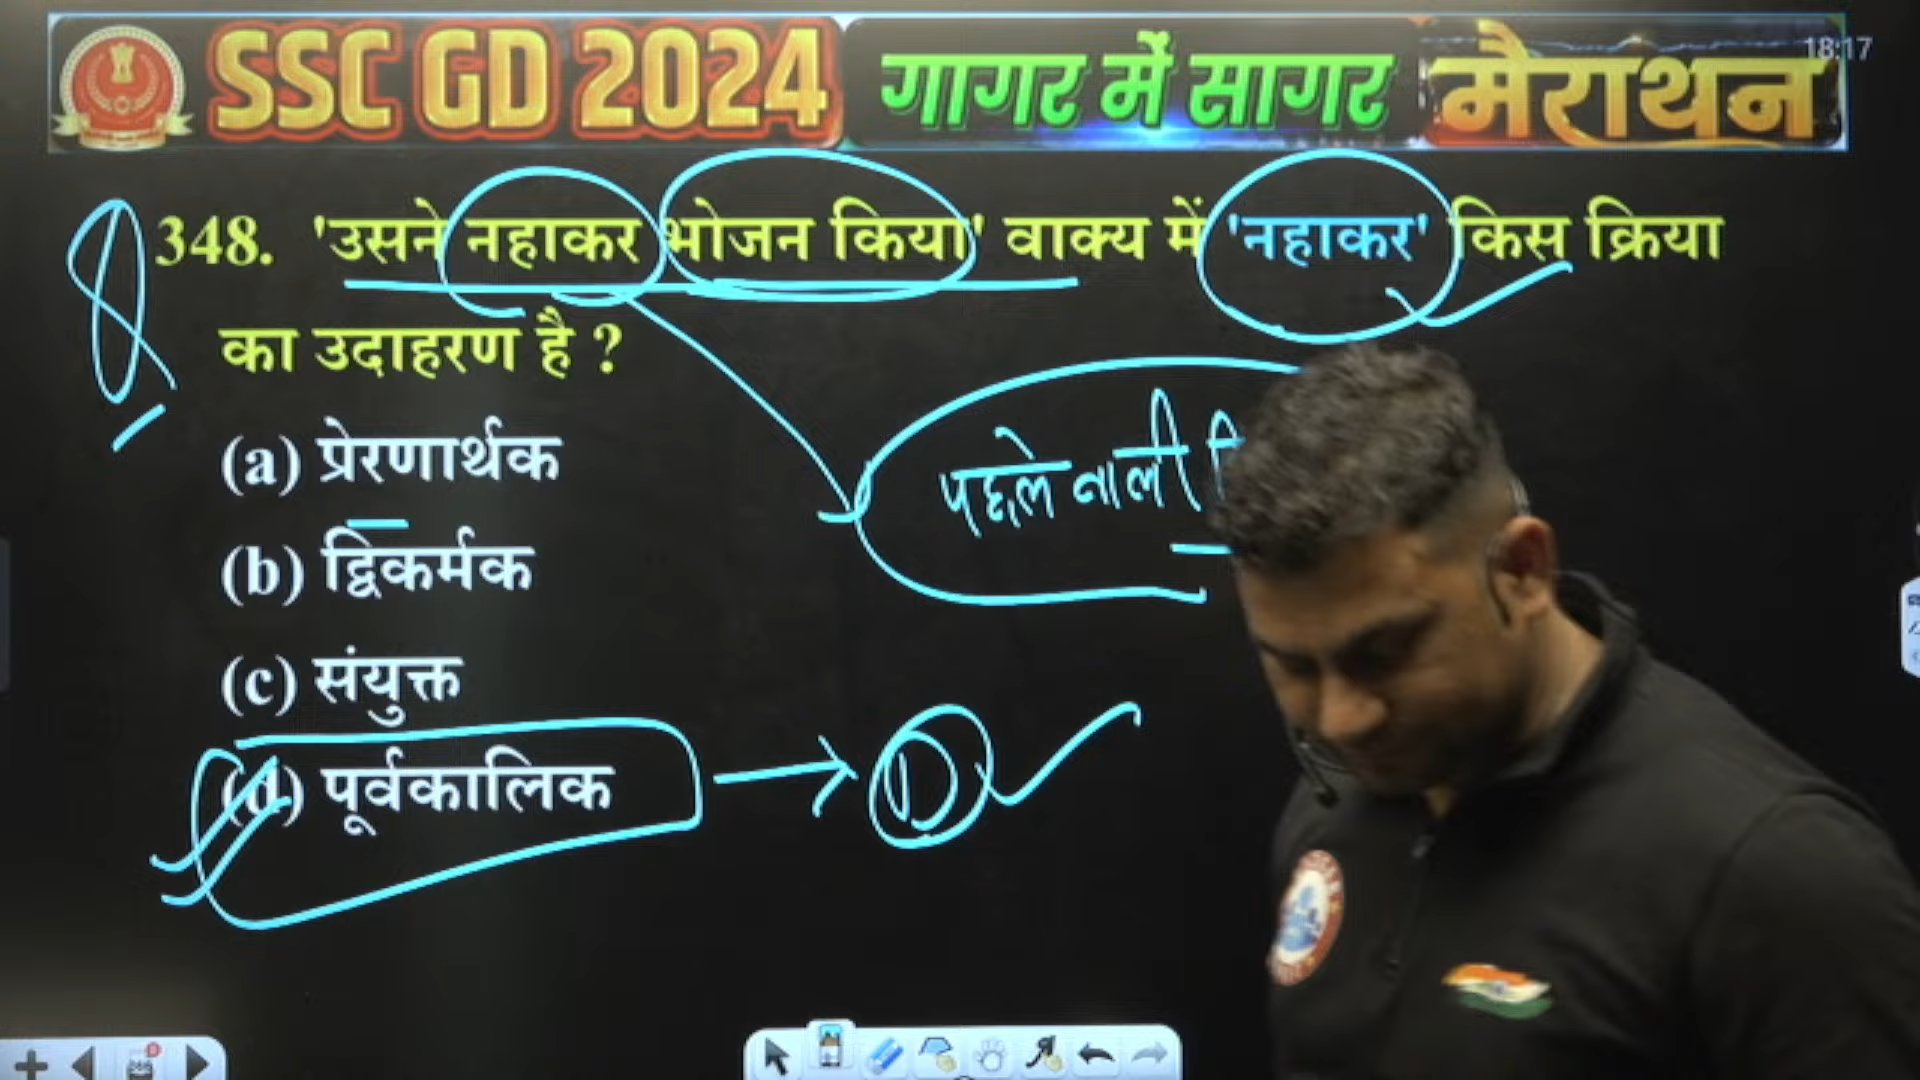 SSC GD 2024 गागर में सागर मैराथन
18:17
348. 'उसने नहाकर भोजन किया' वाक्य में 'नहाकर' किस क्रिया
का उदाहरण है ?
(a) प्रेरणार्थक
पहले वाली
(b) द्विकर्मक
(c) संयुक्त
(d) पूर्वकालिक
D